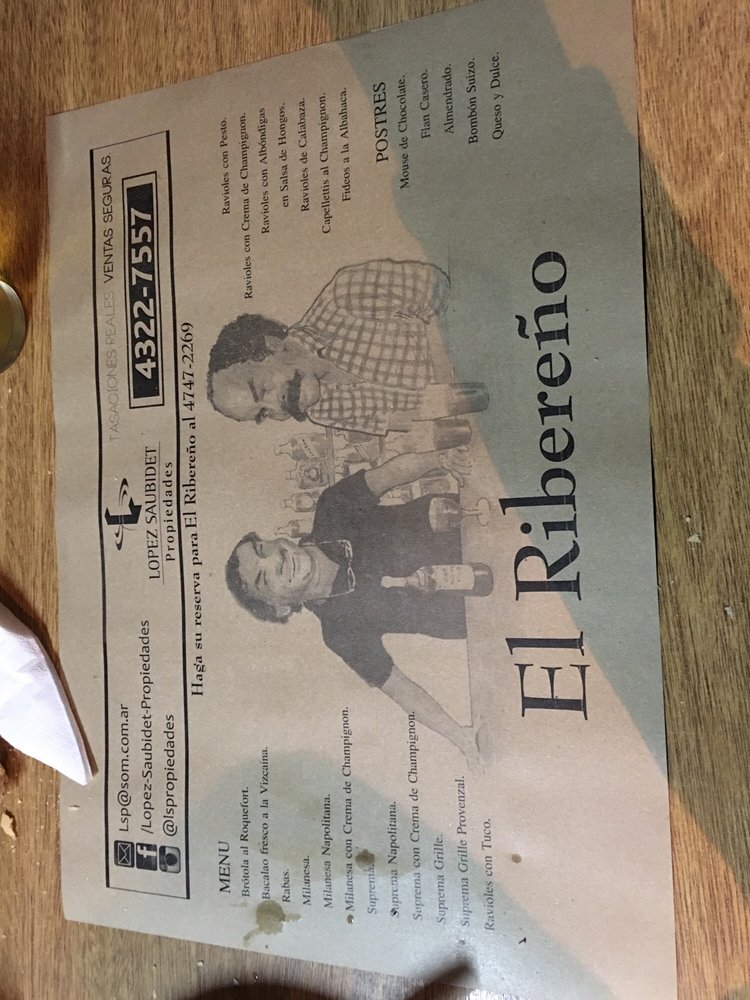 Lsp@som.com.ar
/Lopez-Saubidet-Propiedades
@lspropiedades
LOPEZ SAUBIDET
Propiedades
TASACIONES REALES VENTAS SEGURAS
4322-7557
Haga su reserva para El Ribereño al 4747-2269
MENU
Brótola al Roquefort.
Bacalao fresco a la Vizcaina.
Rabas.
Milanesa.
Milanesa Napolitana.
Milanesa con Crema de Champignon.
Suprema.
Suprema Napolitana.
Suprema con Crema de Champignon.
Suprema Grille.
Suprema Grille Provenzal.
Ravioles con Tuco.
Ravioles con Pesto.
Ravioles con Crema de Champignon.
Ravioles con Albóndigas
en Salsa de Hongos.
Ravioles de Calabaza.
Capellettis al Champignon.
Fideos a la Albahaca.
POSTRES
Mouse de Chocolate.
Flan Casero.
Almendrado.
Bombón Suizo.
Queso y Dulce.
El Ribereño